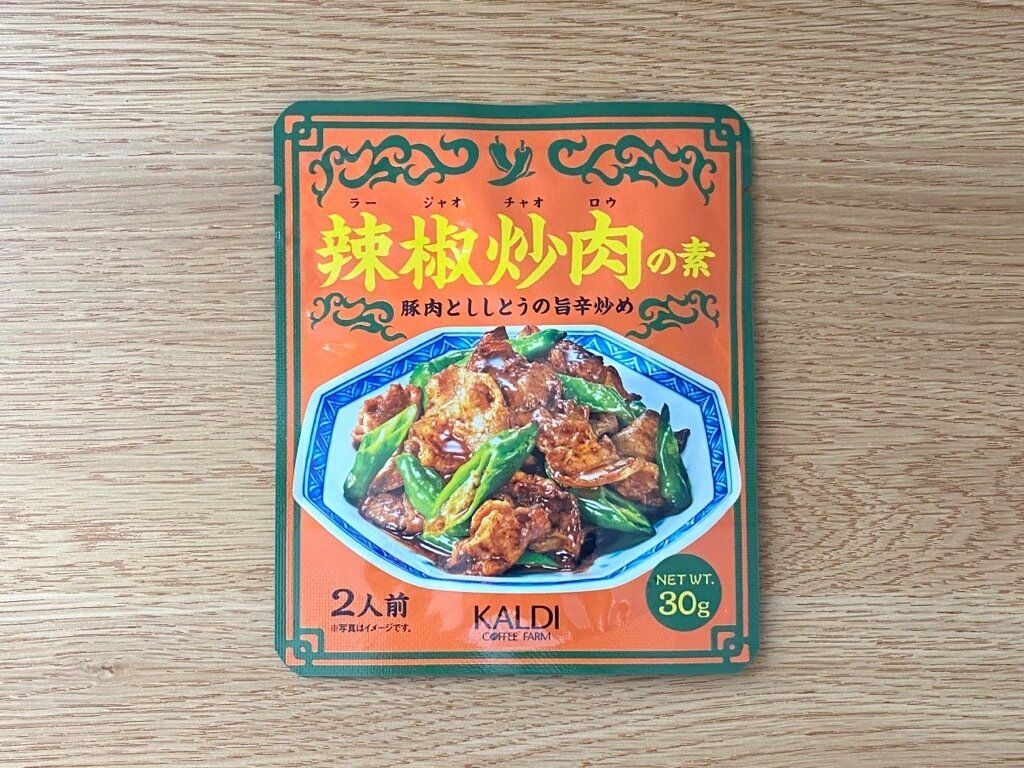 ラー ジャオ チャオ ロウ
辣椒炒肉の素
豚肉とししとうの旨辛炒め
2人前
※写真はイメージです。
KALDI
COFFEE FARM
NET WT.
30g